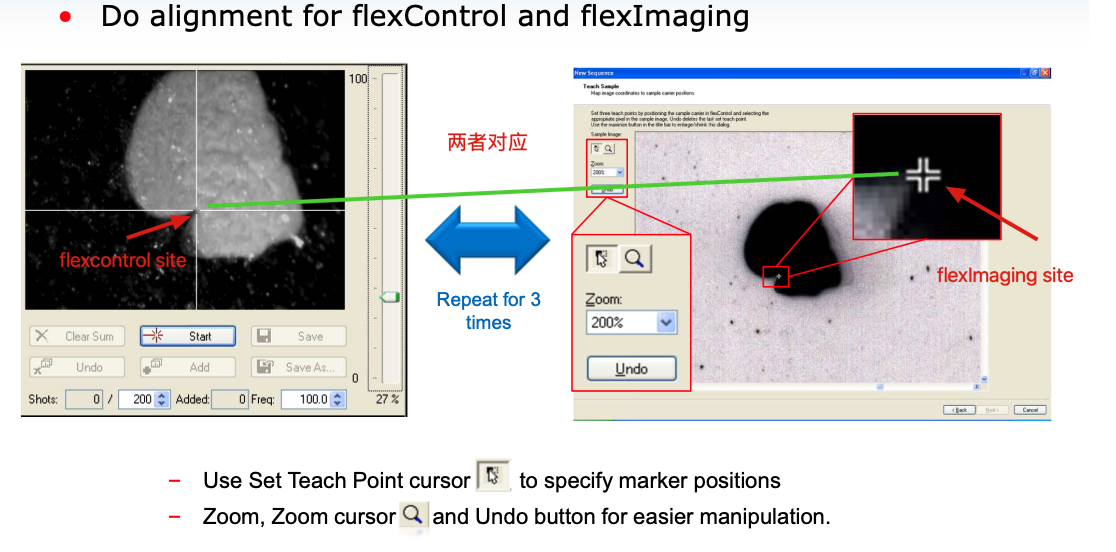 • Do alignment for flexControl and flexImaging
100
flexcontrol site
Clear Sum
Start
Save
Undo
Add
Save As...
0
Shots: 0 / 200 Added: 0 Freq: 100.0 27 %
两者对应
Repeat for 3
times
New Sequence
Teach Sample
Map image coordinates to sample carrier positions.
Set three teach points by positioning the sample carrier in flexControl and selecting the
appropriate pixel in the sample image. Undo deletes the last set teach point.
Use the maximize button in the title bar to enlarge/shrink this dialog.
Sample Image:
Zoom:
200%
Zoom:
200%
Undo
flexImaging site
< Back
Next >
Cancel
– Use Set Teach Point cursor to specify marker positions
– Zoom, Zoom cursor and Undo button for easier manipulation.